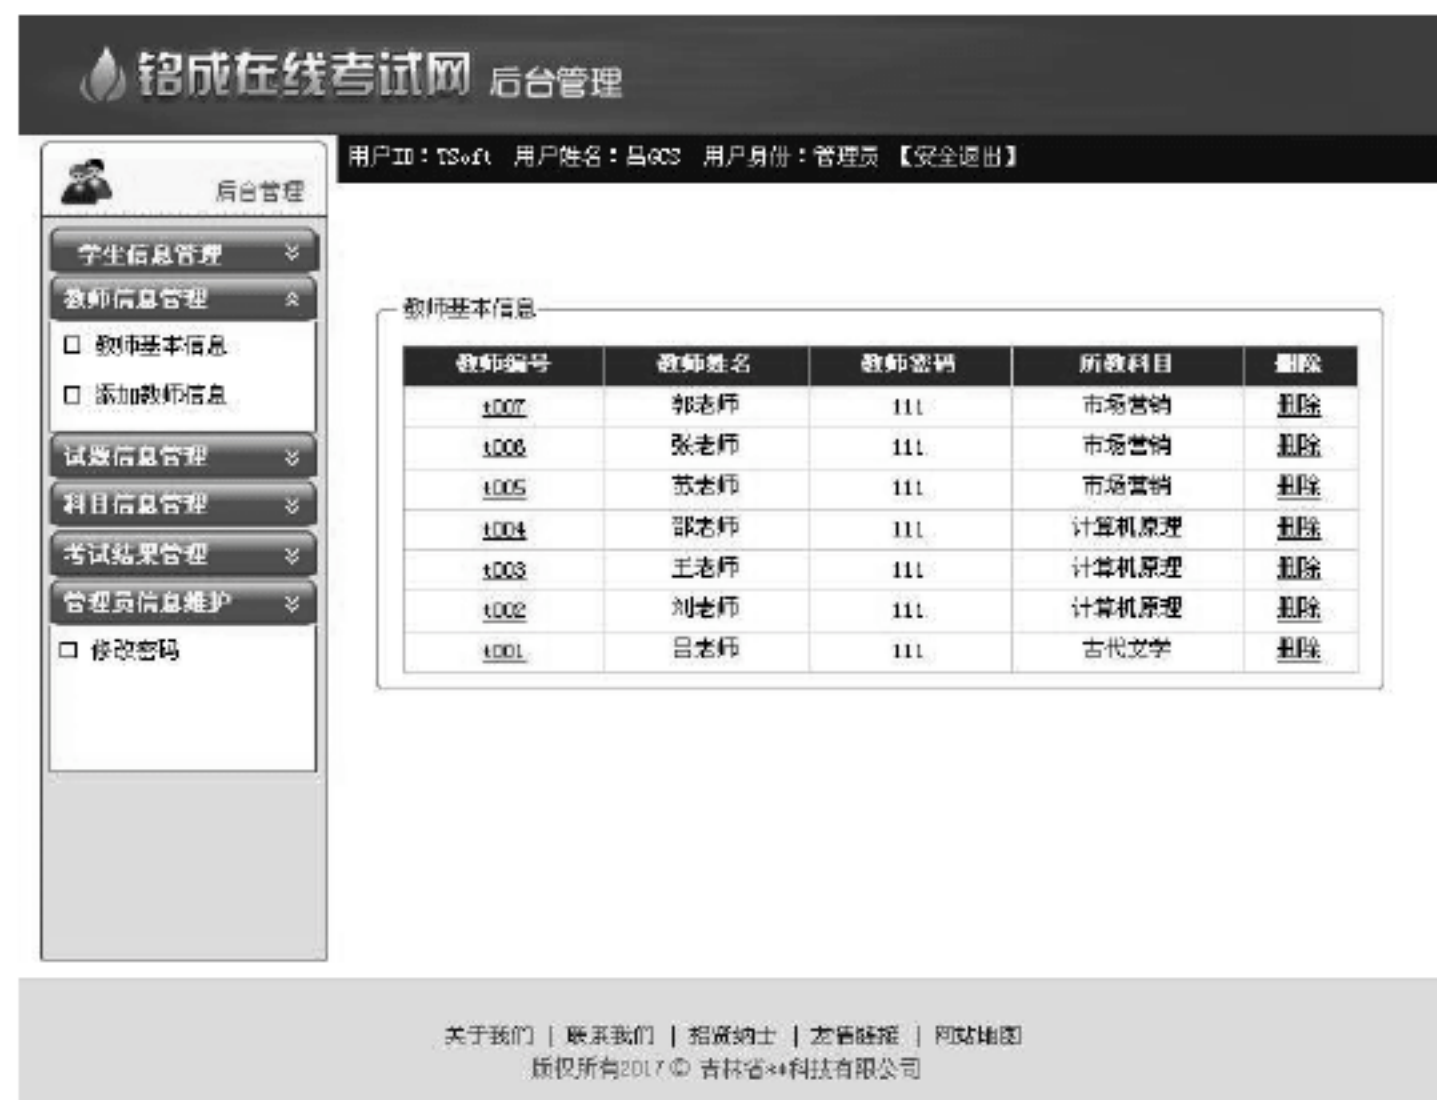 铭成在线考试网 后台管理
用户ID：TSoft 用户姓名：吕GCS 用户身份：管理员 【安全退出】
后台管理
学生信息管理
教师信息管理
教师基本信息
添加教师信息
试题信息管理
科目信息管理
考试结果管理
管理员信息维护
修改密码
教师基本信息
教师编号 教师姓名 教师密码 所教科目 删除
t007 郭老师 111 市场营销 删除
t006 张老师 111 市场营销 删除
t005 苏老师 111 市场营销 删除
t004 邵老师 111 计算机原理 删除
t003 王老师 111 计算机原理 删除
t002 刘老师 111 计算机原理 删除
t001 吕老师 111 古代文学 删除
关于我们 | 联系我们 | 招贤纳士 | 友情链接 | 网站地图
版权所有2017 © 吉林省**科技有限公司